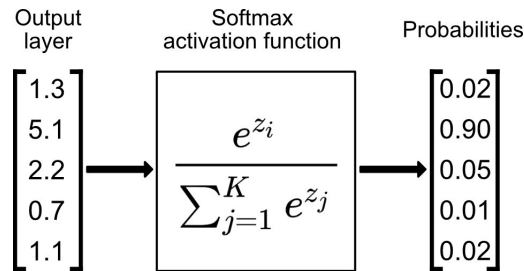 Output
layer
Softmax
activation function
Probabilities
1.3
5.1
2.2
0.7
1.1
e^{z_i}
∑_{j=1}^{K} e^{z_j}
0.02
0.90
0.05
0.01
0.02